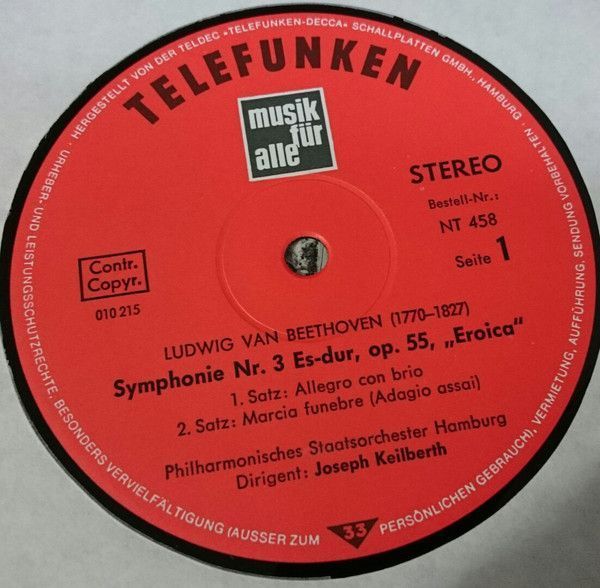 HERGESTELLT VON DER TELDEC »TELEFUNKEN-DECCA« SCHALLPLATTEN GMBH., HAMBURG · URHEBER- UND LEISTUNGSSCHUTZRECHTE, BESONDERS VERVIELFÄLTIGUNG (AUSSER ZUM PERSÖNLICHEN GEBRAUCH), VERMIETUNG, AUFFÜHRUNG, SENDUNG VORBEHALTEN ·
TELEFUNKEN
musik
für
alle
STEREO
Bestell-Nr.:
NT 458
Seite 1
Contr.
Copyr.
010 215
LUDWIG VAN BEETHOVEN (1770–1827)
Symphonie Nr. 3 Es-dur, op. 55, „Eroica“
1. Satz: Allegro con brio
2. Satz: Marcia funebre (Adagio assai)
Philharmonisches Staatsorchester Hamburg
Dirigent: Joseph Keilberth
33